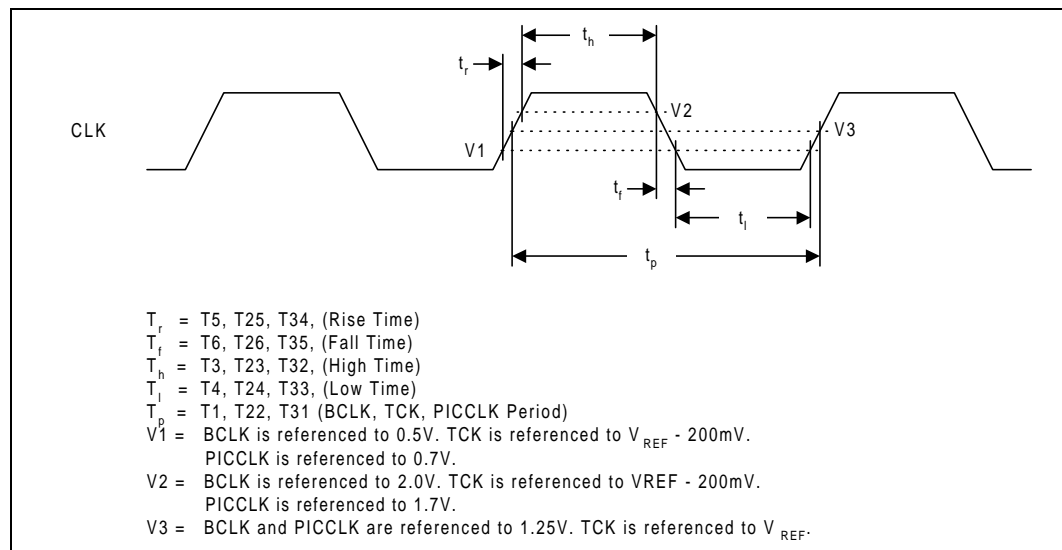 t_h
t_r
V2
CLK
V3
V1
t_f
t_l
t_p
T_r = T5, T25, T34, (Rise Time)
T_f = T6, T26, T35, (Fall Time)
T_h = T3, T23, T32, (High Time)
T_l = T4, T24, T33, (Low Time)
T_p = T1, T22, T31 (BCLK, TCK, PICCLK Period)
V1 = BCLK is referenced to 0.5V. TCK is referenced to V_REF - 200mV.
PICCLK is referenced to 0.7V.
V2 = BCLK is referenced to 2.0V. TCK is referenced to VREF - 200mV.
PICCLK is referenced to 1.7V.
V3 = BCLK and PICCLK are referenced to 1.25V. TCK is referenced to V_REF.